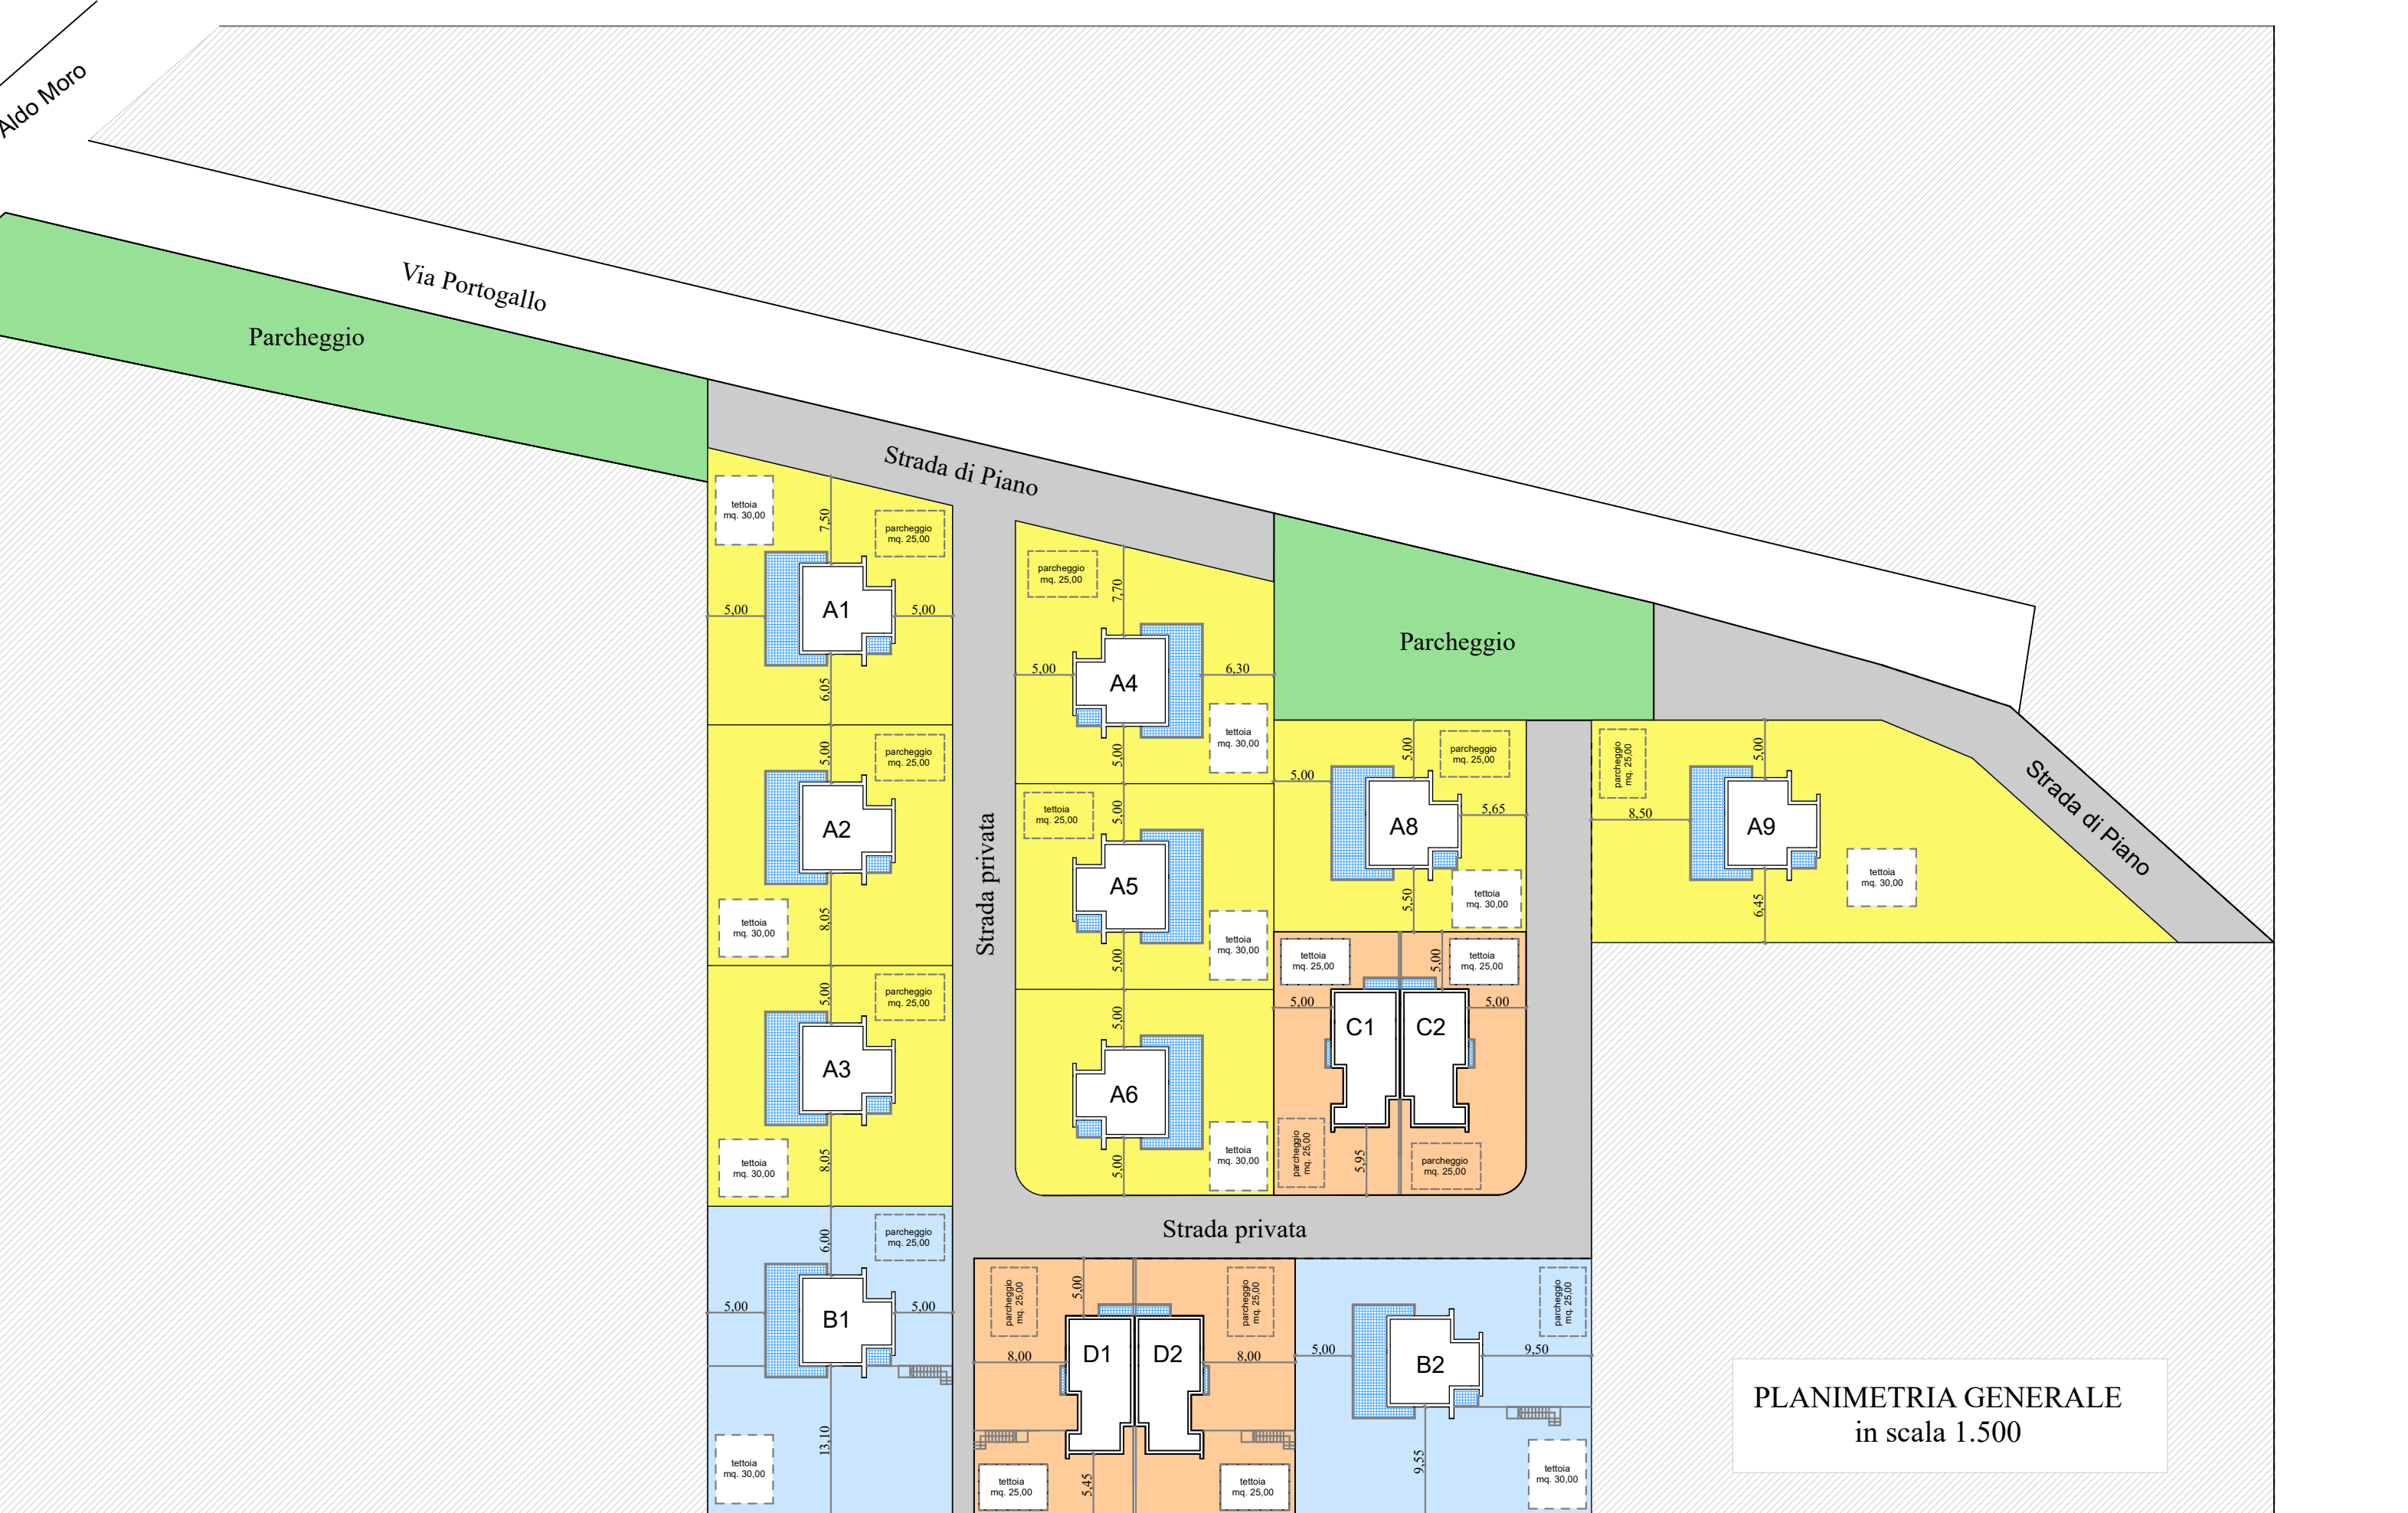 Aldo Moro
Via Portogallo
Parcheggio
Strada di Piano
tettoia
mq. 30,00
7,50
parcheggio
mq. 25,00
5,00
A1
5,00
6,05
parcheggio
mq. 25,00
7,70
5,00
A4
6,30
tettoia
mq. 30,00
5,00
Parcheggio
5,00
parcheggio
mq. 25,00
A2
tettoia
mq. 30,00
8,05
Strada privata
tettoia
mq. 25,00
5,00
A5
tettoia
mq. 30,00
5,00
5,00
5,00
parcheggio
mq. 25,00
A8
5,65
5,50
tettoia
mq. 30,00
parcheggio
mq. 25,00
5,00
8,50
A9
6,45
tettoia
mq. 30,00
Strada di Piano
5,00
parcheggio
mq. 25,00
A3
tettoia
mq. 30,00
8,05
5,00
A6
5,00
tettoia
mq. 30,00
tettoia
mq. 25,00
5,00
tettoia
mq. 25,00
5,00
5,00
C1
C2
parcheggio
mq. 25,00
5,95
parcheggio
mq. 25,00
Strada privata
6,00
parcheggio
mq. 25,00
5,00
B1
5,00
13,10
tettoia
mq. 30,00
parcheggio
mq. 25,00
5,00
parcheggio
mq. 25,00
8,00
D1
D2
8,00
tettoia
mq. 25,00
5,45
tettoia
mq. 25,00
parcheggio
mq. 25,00
5,00
B2
9,50
9,55
tettoia
mq. 30,00
PLANIMETRIA GENERALE
in scala 1.500